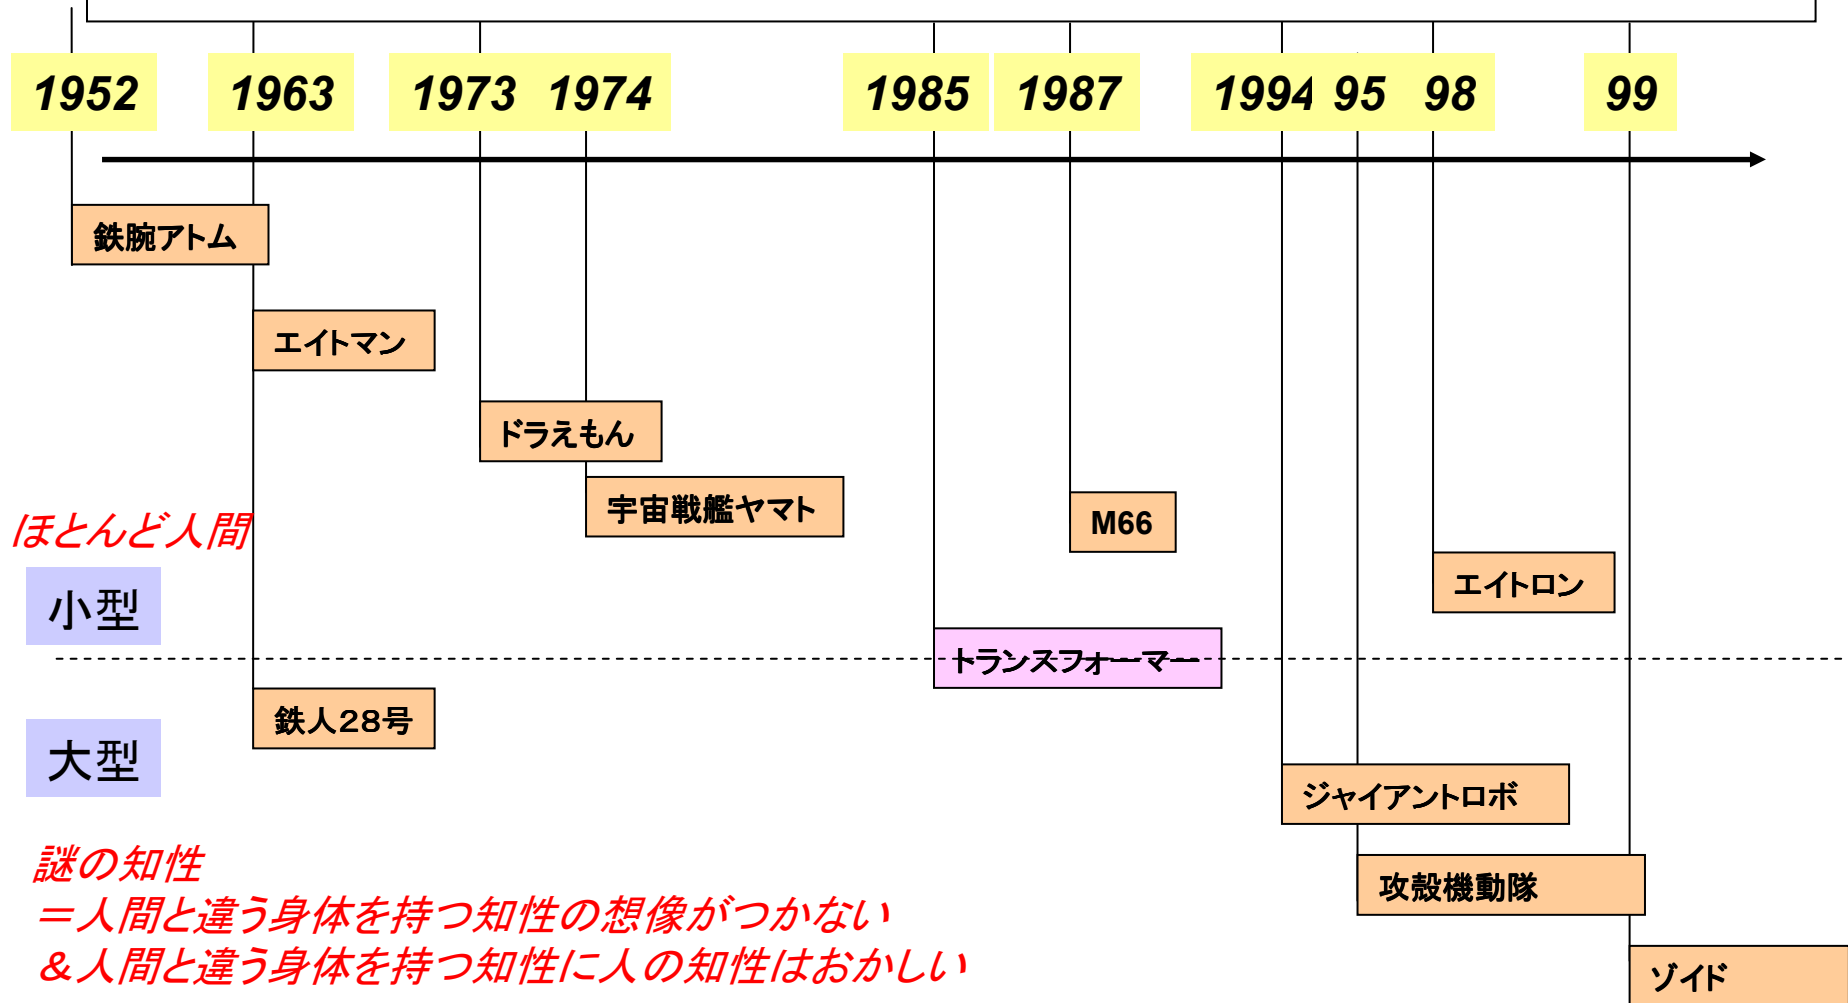 1952 1963 1973 1974 1985 1987 1994 95 98 99
鉄腕アトム
エイトマン
ドラえもん
宇宙戦艦ヤマト
M66
ほとんど人間
エイトロン
小型
トランスフォーマー
鉄人28号
大型
ジャイアントロボ
謎の知性
攻殻機動隊
=人間と違う身体を持つ知性の想像がつかない
&人間と違う身体を持つ知性に人の知性はおかしい
ゾイド